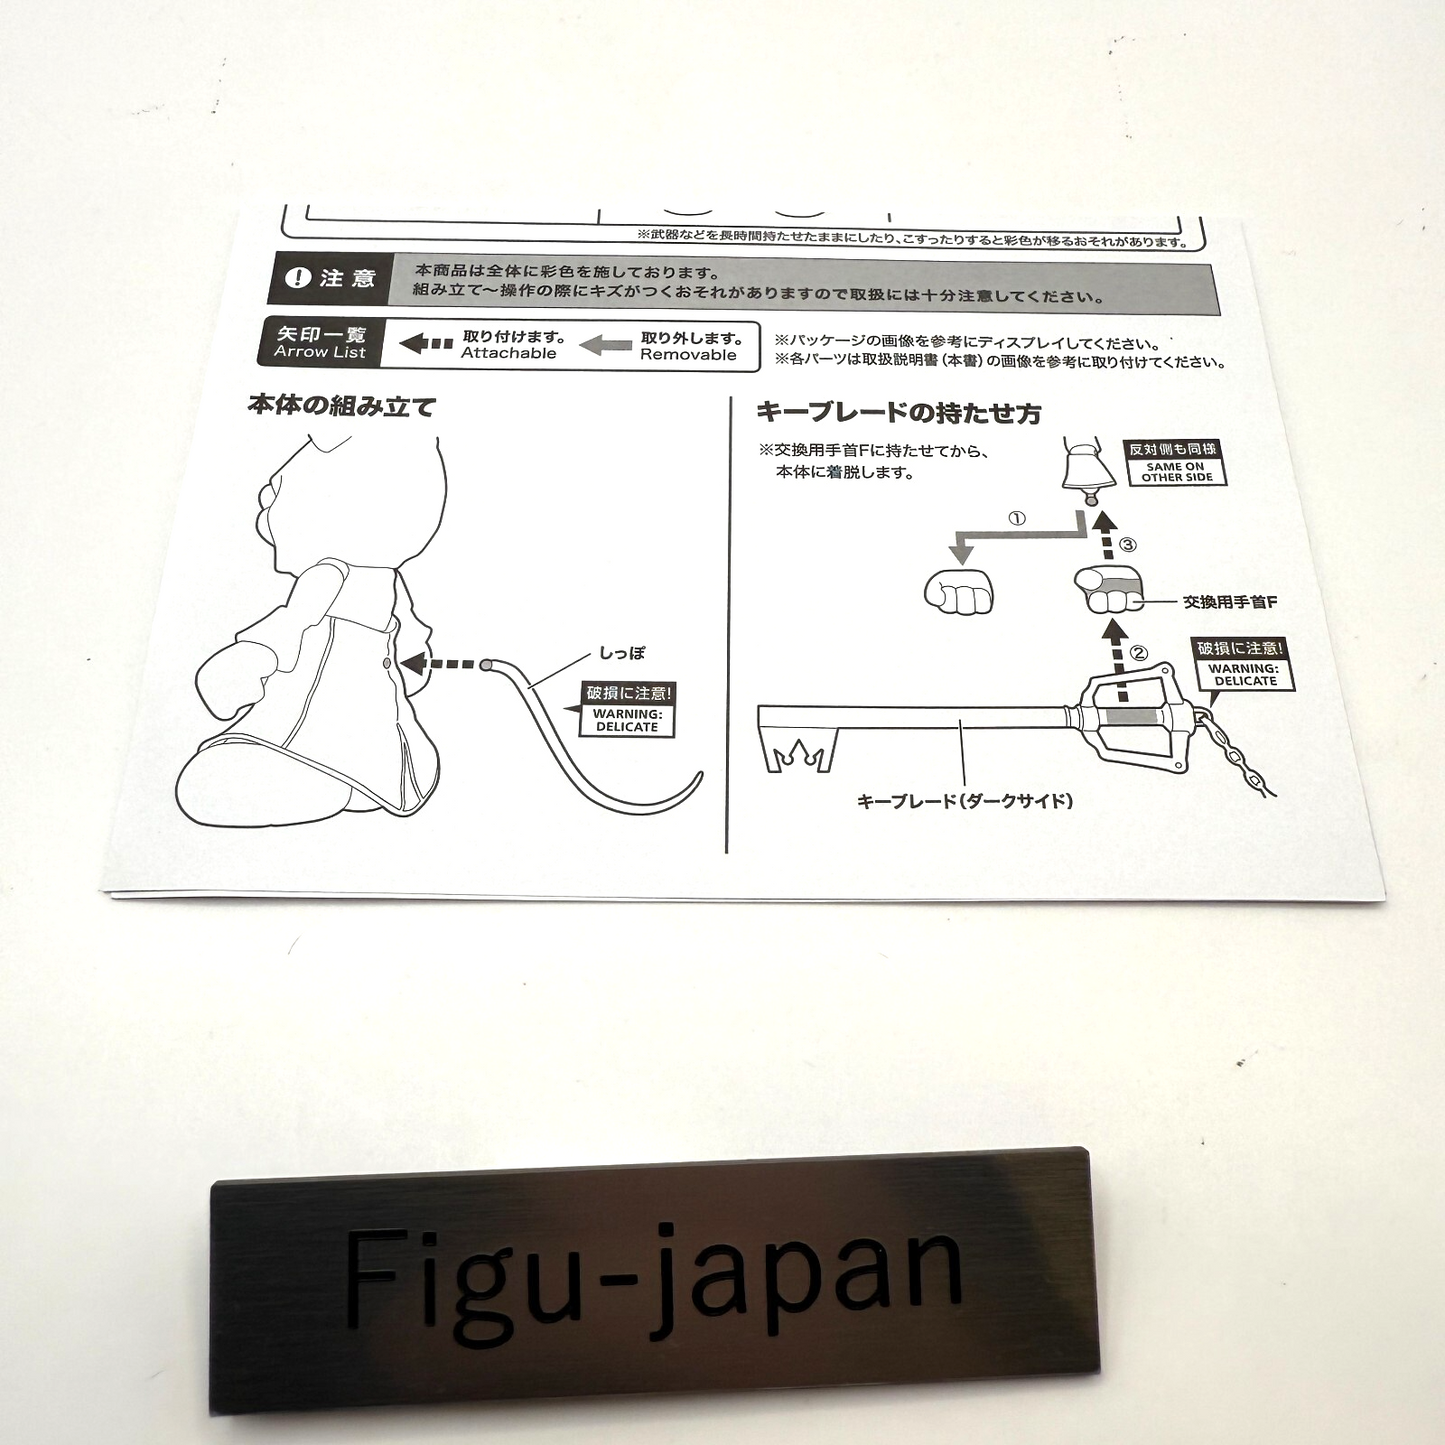 ※武器などを長時間持たせたままにしたり、こすったりすると彩色が移るおそれがあります。
! 注意
本商品は全体に彩色を施しております。
組み立て〜操作の際にキズがつくおそれがありますので取扱には十分注意してください。
矢印一覧
Arrow List
取り付けます。
Attachable
取り外します。
Removable
※パッケージの画像を参考にディスプレイしてください。
※各パーツは取扱説明書(本書)の画像を参考に取り付けてください。
本体の組み立て
しっぽ
破損に注意!
WARNING:
DELICATE
キーブレードの持たせ方
※交換用手首Fに持たせてから、
本体に着脱します。
反対側も同様
SAME ON
OTHER SIDE
①
③
交換用手首F
②
破損に注意!
WARNING:
DELICATE
キーブレード(ダークサイド)
Figu-japan